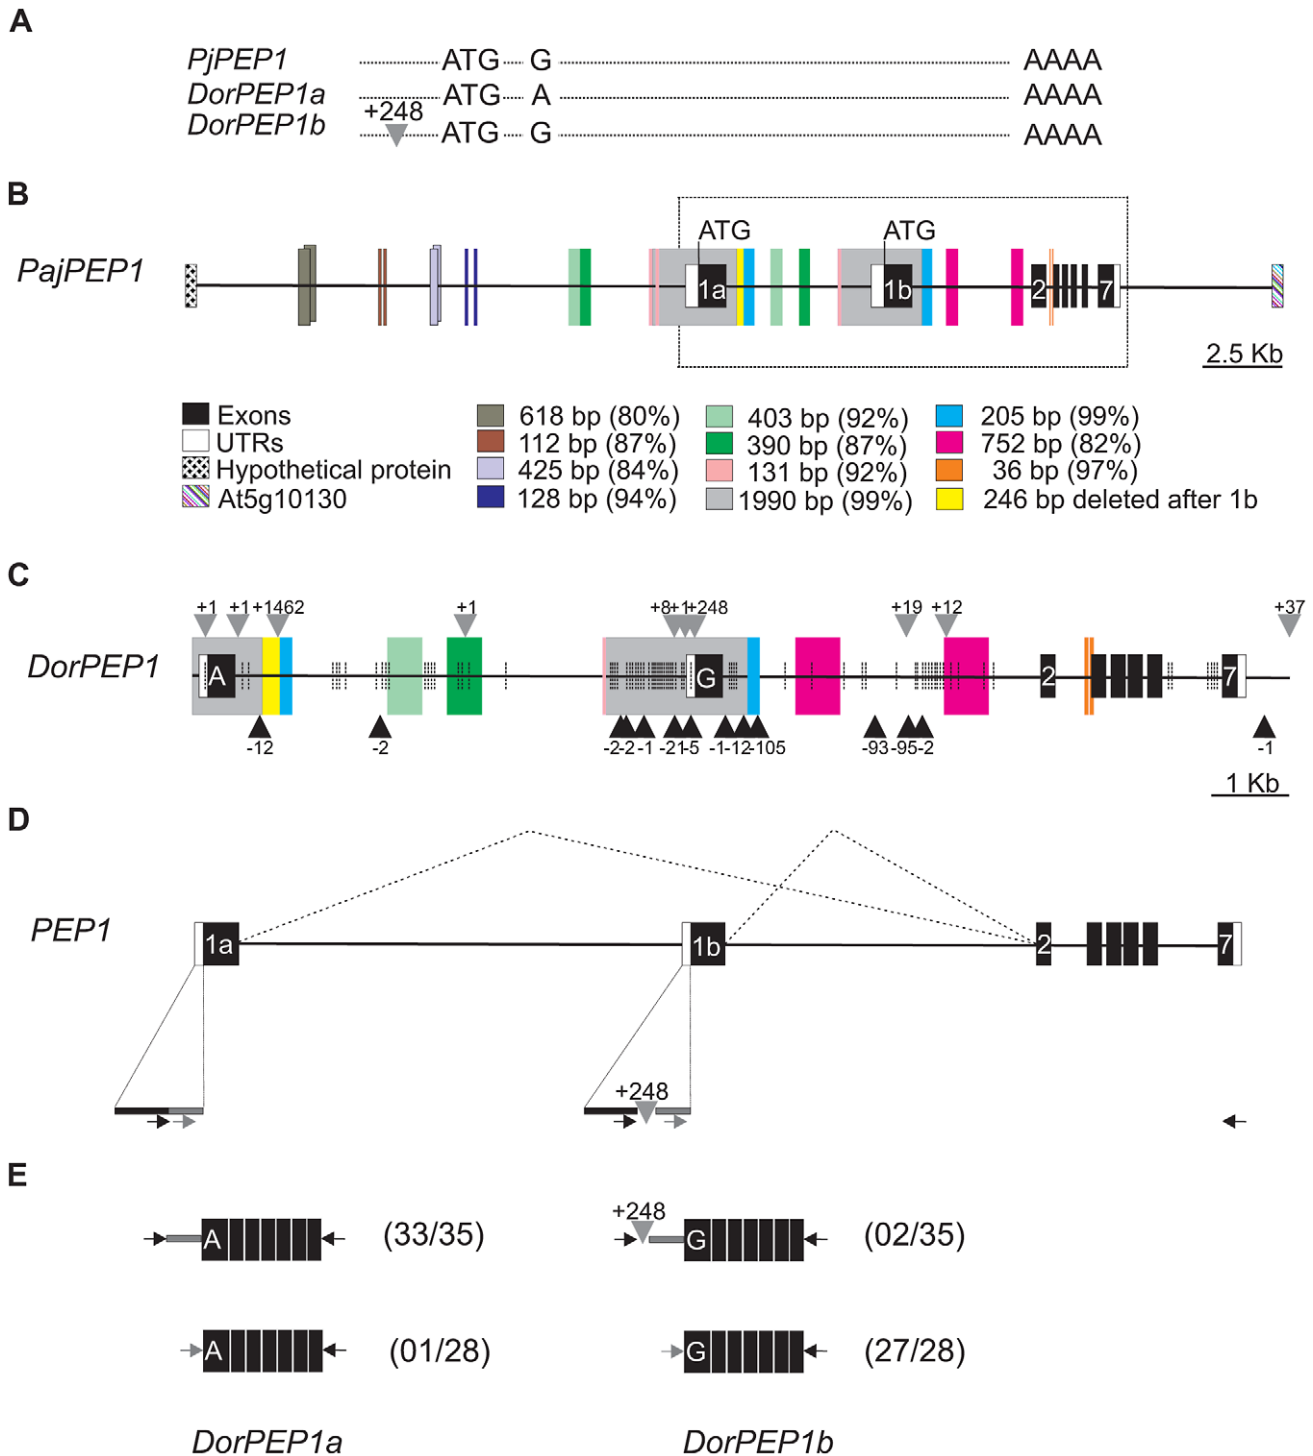 A
PjPEP1 ATG G AAAA
DorPEP1a ATG A AAAA
+248
DorPEP1b ATG G AAAA
B
ATG ATG
PajPEP1 1a 1b 2 7
2.5 Kb
Exons 618 bp (80%) 403 bp (92%) 205 bp (99%)
UTRs 112 bp (87%) 390 bp (87%) 752 bp (82%)
Hypothetical protein 425 bp (84%) 131 bp (92%) 36 bp (97%)
At5g10130 128 bp (94%) 1990 bp (99%) 246 bp deleted after 1b
C
+1 +1 +1462 +1 +8 +1 +248 +19 +12 +37
DorPEP1 A G 2 7
-12 -2 -2 -2 -1 -21 -5 -1 -12 -105 -93 -95 -2 -1
1 Kb
D
PEP1 1a 1b 2 7
+248
E
+248
A (33/35) G (02/35)
A (01/28) G (27/28)
DorPEP1a DorPEP1b